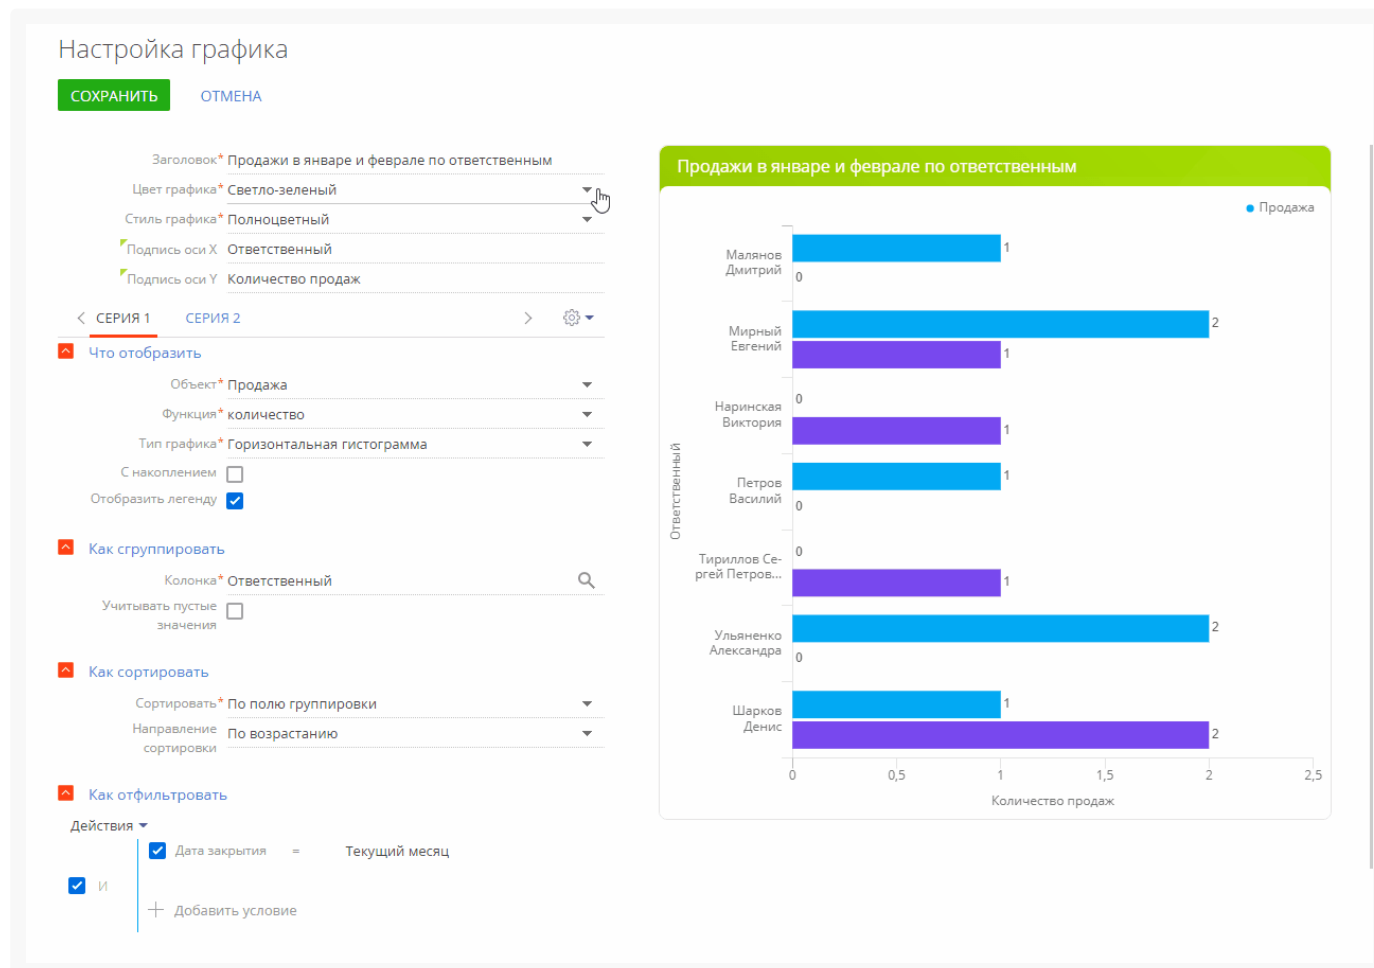 Настройка графика
СОХРАНИТЬ ОТМЕНА
Заголовок* Продажи в январе и феврале по ответственным
Цвет графика* Светло-зеленый
Стиль графика* Полноцветный
Подпись оси X Ответственный
Подпись оси Y Количество продаж
СЕРИЯ 1 СЕРИЯ 2
Что отобразить
Объект* Продажа
Функция* количество
Тип графика* Горизонтальная гистограмма
С накоплением
Отобразить легенду
Как сгруппировать
Колонка* Ответственный
Учитывать пустые
значения
Как сортировать
Сортировать* По полю группировки
Направление
сортировки
По возрастанию
Как отфильтровать
Действия
Дата закрытия = Текущий месяц
И
Добавить условие
Продажи в январе и феврале по ответственным
Продажа
Ответственный
Малянов
Дмитрий
1
0
Мирный
Евгений
2
1
Наринская
Виктория
0
1
Петров
Василий
1
0
Тириллов Се-
ргей Петров...
0
1
Ульяненко
Александра
2
0
Шарков
Денис
1
2
0 0,5 1 1,5 2 2,5
Количество продаж